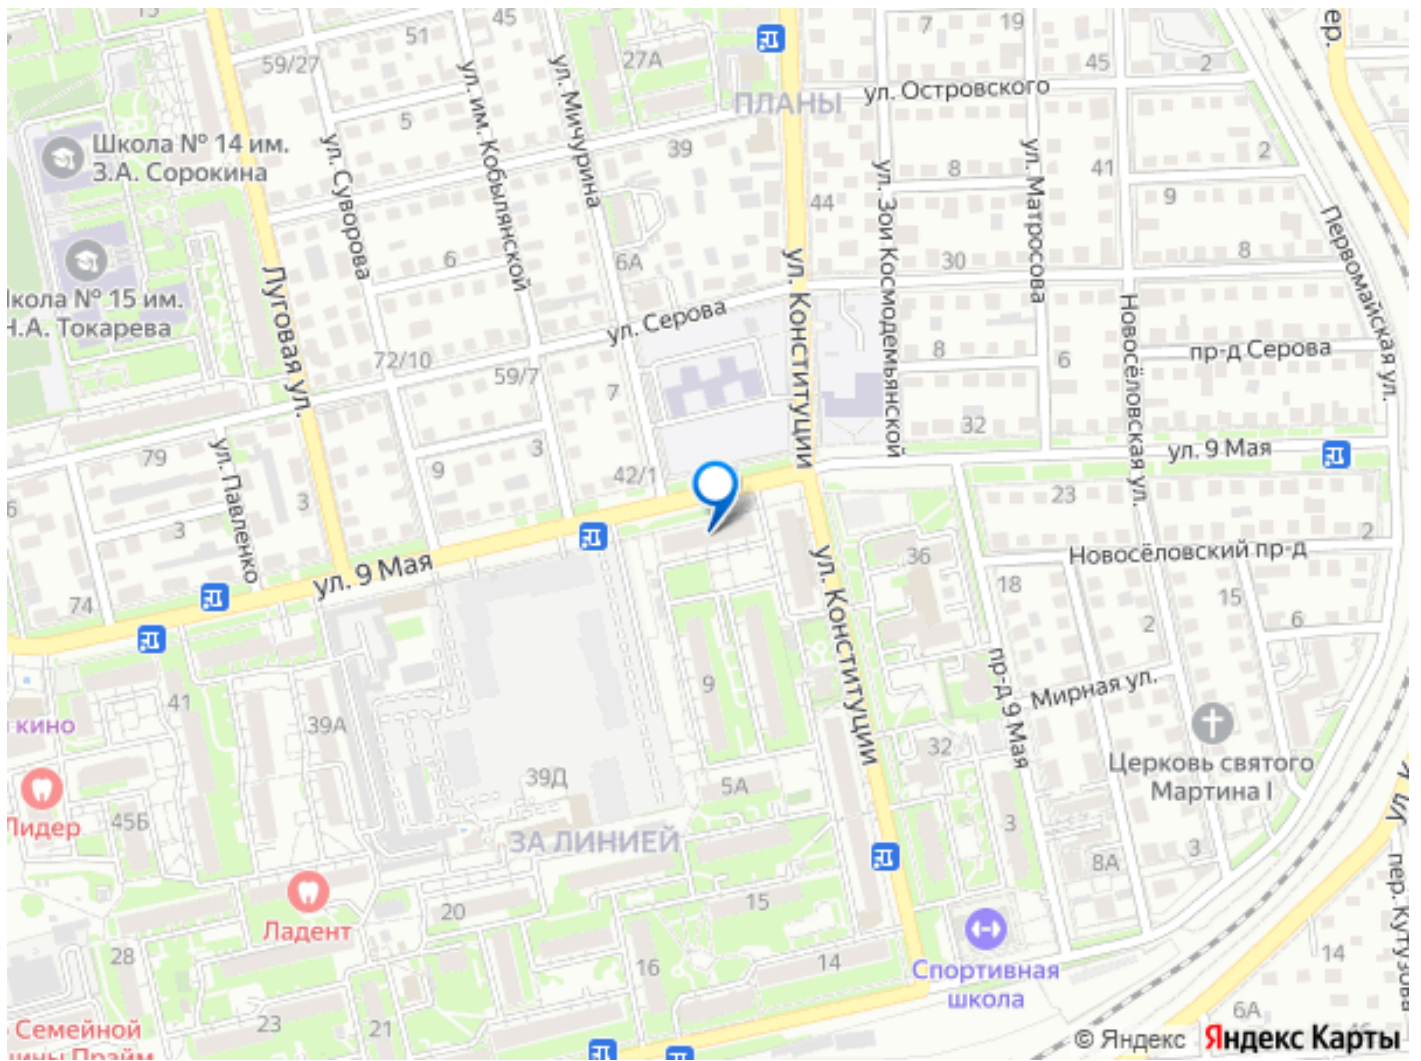 45
7
19
51
27А
45
2
пер.
59/27
ПЛАНЫ
ул. Островского
ул. им. Кобылянской
ул. Мичурина
5
Школа № 14 им.
З.А. Сорокина
ул. Суворова
39
8
ул. Матросова
41
2
9
44
ул. Зои Космодемьянской
Первомайская ул.
6
6А
30
8
ул. Конституции
Луговая ул.
Школа № 15 им.
Н.А. Токарева
ул. Серова
Новосёловская ул.
72/10
59/7
7
8
6
пр-д Серова
32
79
ул. Павленко
9
3
42/1
ул. 9 Мая
3
6
3
23
ул. 9 Мая
74
36
18
Новосёловский пр-д
2
ул. Конституции
15
2
6
41
39А
9
пр-д 9 Мая
Мирная ул.
кино
32
Церковь святого
Мартина I
39Д
5А
Лидер
45Б
ЗА ЛИНИЕЙ
3
8А
3
ул. К
пер. Кутузова
Ладент
20
15
28
16
14
Спортивная
школа
14
23
21
6А
Семейной
© Яндекс Яндекс Карты